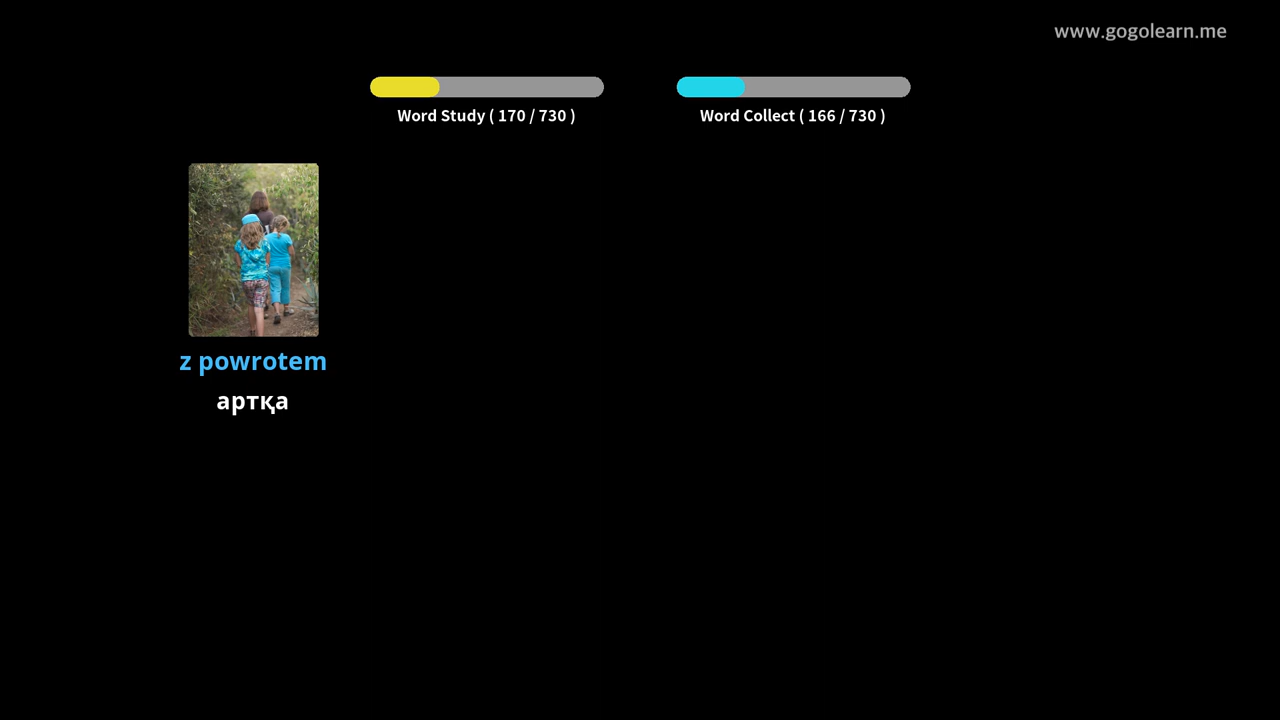 www.gogolearn.me
Word Study ( 170 / 730 )
Word Collect ( 166 / 730 )
z powrotem
артқа